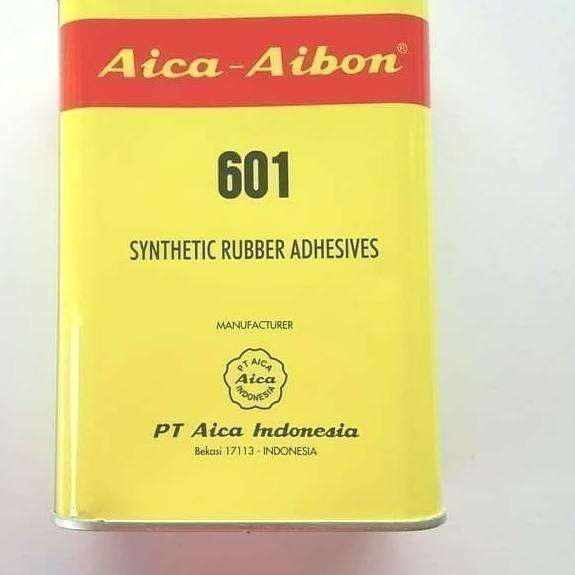 Aica-Aibon®
601
SYNTHETIC RUBBER ADHESIVES
MANUFACTURER
PT AICA
Aica
INDONESIA
PT Aica Indonesia
Bekasi 17113 - INDONESIA